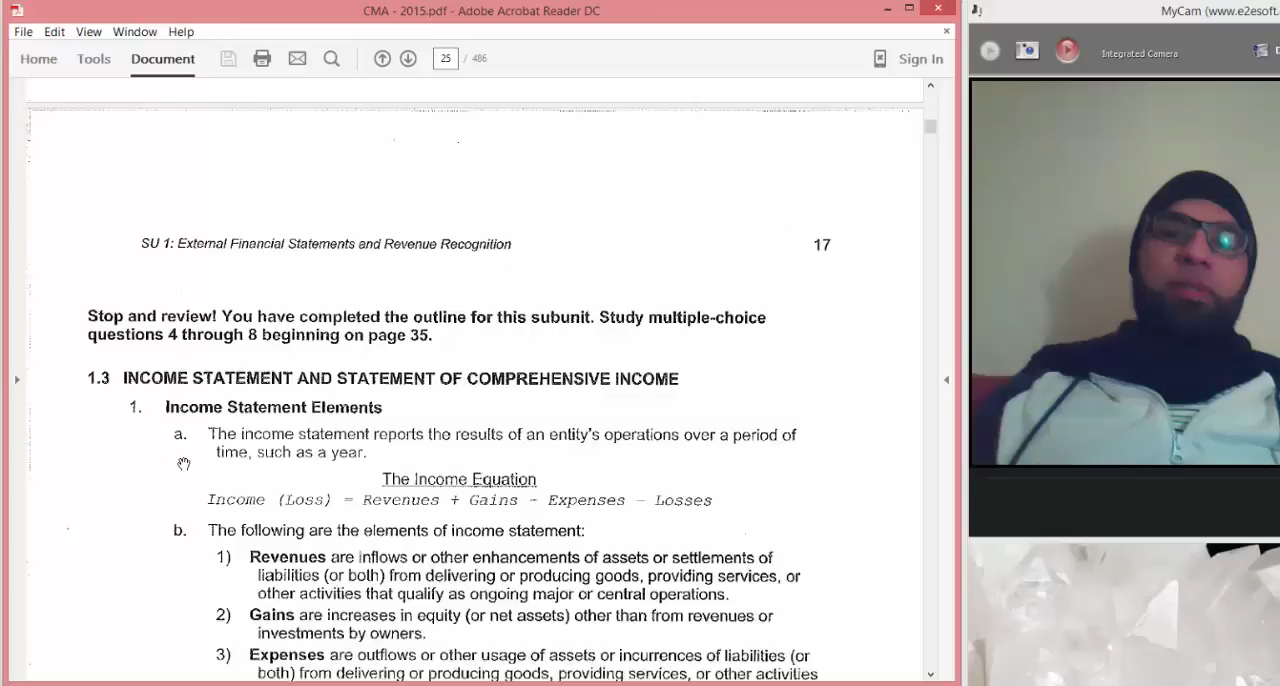 CMA - 2015.pdf - Adobe Acrobat Reader DC
File Edit View Window Help
Home Tools Document 25 / 486 Sign In
SU 1: External Financial Statements and Revenue Recognition 17
Stop and review! You have completed the outline for this subunit. Study multiple-choice
questions 4 through 8 beginning on page 35.
1.3 INCOME STATEMENT AND STATEMENT OF COMPREHENSIVE INCOME
1. Income Statement Elements
a. The income statement reports the results of an entity's operations over a period of
time, such as a year.
The Income Equation
Income (Loss) = Revenues + Gains - Expenses - Losses
b. The following are the elements of income statement:
1) Revenues are inflows or other enhancements of assets or settlements of
liabilities (or both) from delivering or producing goods, providing services, or
other activities that qualify as ongoing major or central operations.
2) Gains are increases in equity (or net assets) other than from revenues or
investments by owners.
3) Expenses are outflows or other usage of assets or incurrences of liabilities (or
both) from delivering or producing goods, providing services, or other activities
MyCam (www.e2esoft.
Integrated Camera